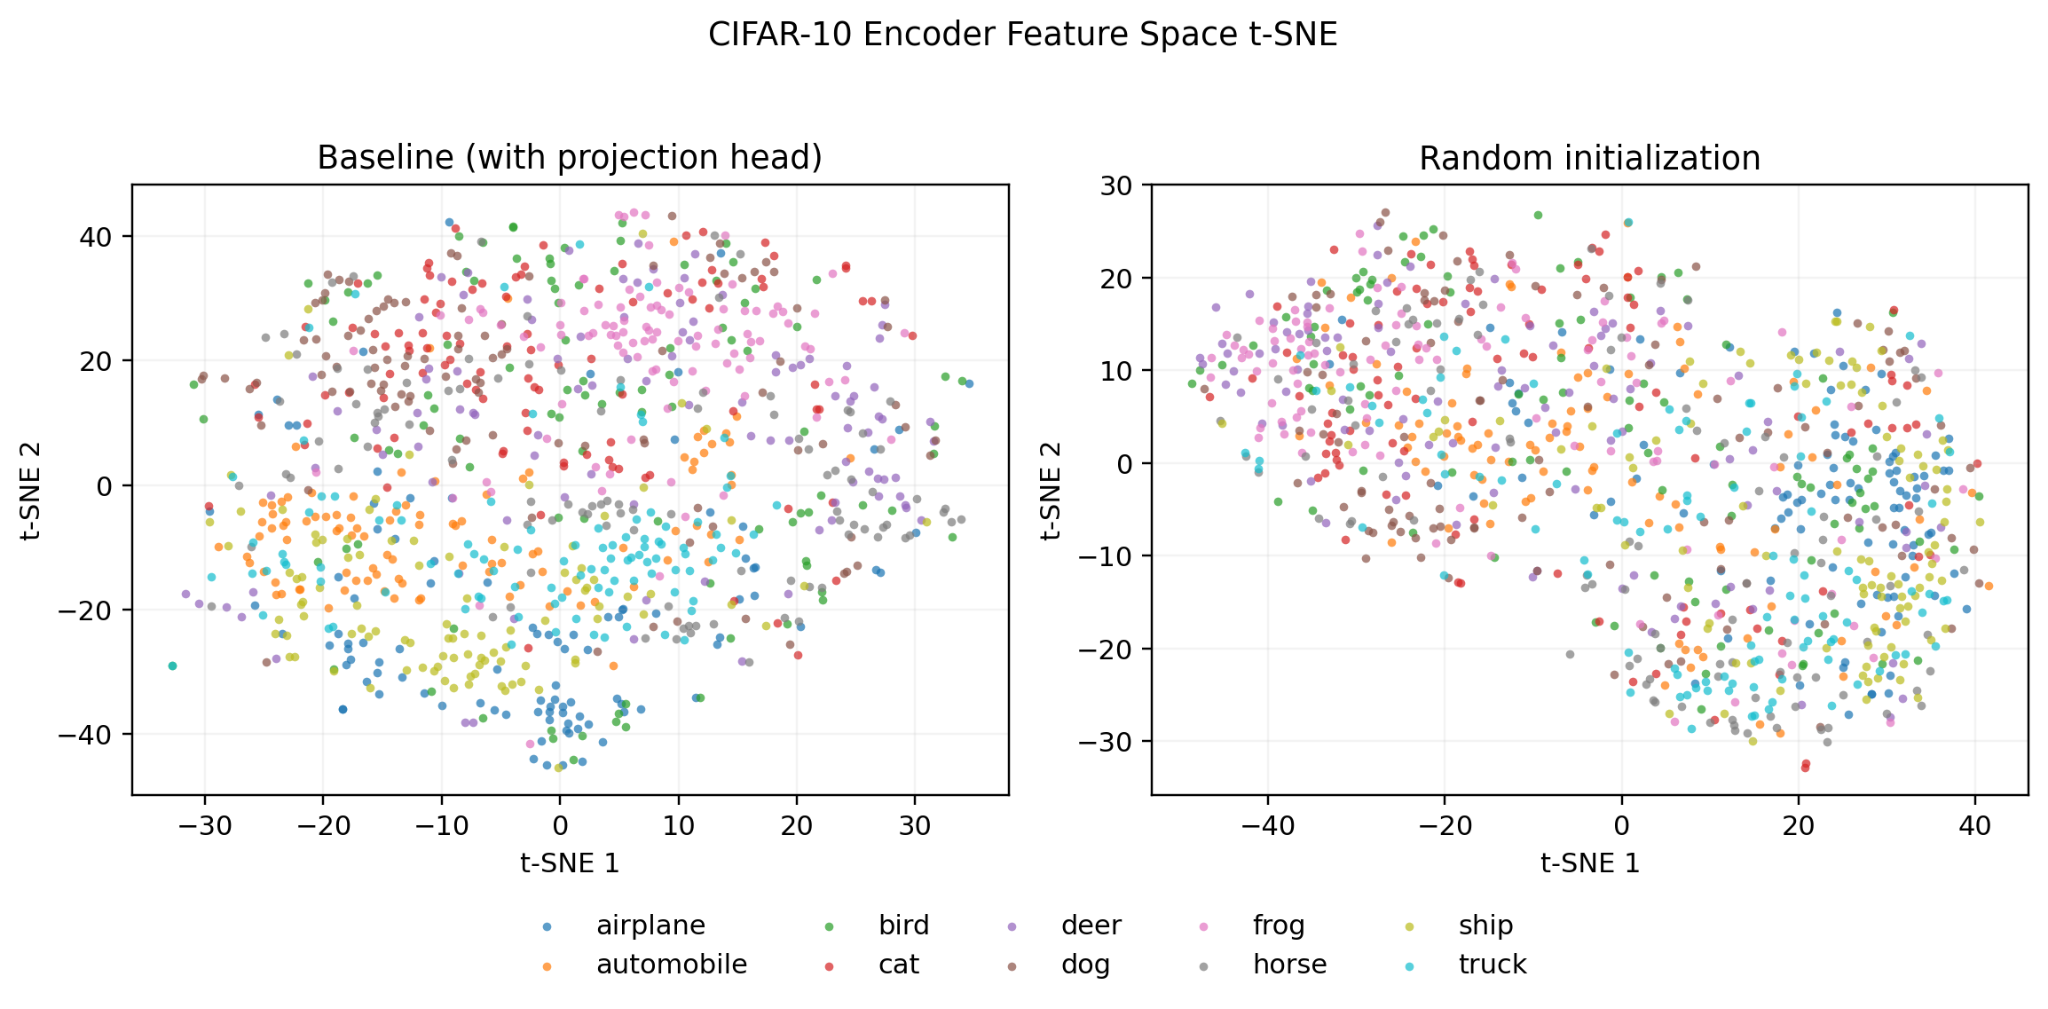 CIFAR-10 Encoder Feature Space t-SNE
Baseline (with projection head)
t-SNE 2
40
20
0
−20
−40
−30
−20
−10
0
10
20
30
t-SNE 1
Random initialization
t-SNE 2
30
20
10
0
−10
−20
−30
−40
−20
0
20
40
t-SNE 1
airplane
automobile
bird
cat
deer
dog
frog
horse
ship
truck